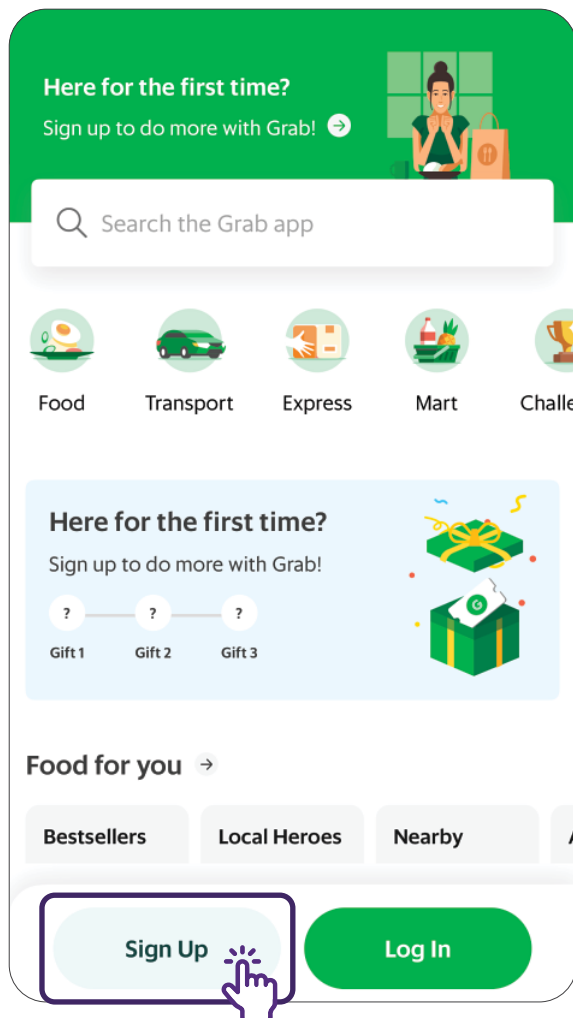 Here for the first time?
Sign up to do more with Grab!
Search the Grab app
Food
Transport
Express
Mart
Challe
Here for the first time?
Sign up to do more with Grab!
? ? ?
Gift 1 Gift 2 Gift 3
Food for you
Bestsellers
Local Heroes
Nearby
A
Sign Up
Log In